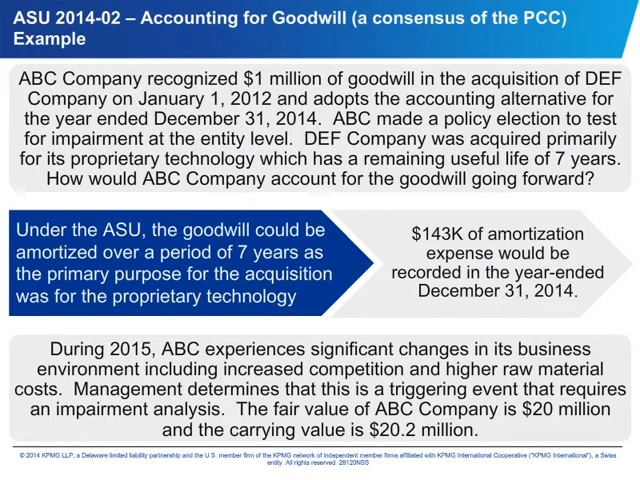 ASU 2014-02 – Accounting for Goodwill (a consensus of the PCC)
Example
ABC Company recognized $1 million of goodwill in the acquisition of DEF
Company on January 1, 2012 and adopts the accounting alternative for
the year ended December 31, 2014.  ABC made a policy election to test
for impairment at the entity level.  DEF Company was acquired primarily
for its proprietary technology which has a remaining useful life of 7 years.
How would ABC Company account for the goodwill going forward?
Under the ASU, the goodwill could be
amortized over a period of 7 years as
the primary purpose for the acquisition
was for the proprietary technology
$143K of amortization
expense would be
recorded in the year-ended
December 31, 2014.
During 2015, ABC experiences significant changes in its business
environment including increased competition and higher raw material
costs.  Management determines that this is a triggering event that requires
an impairment analysis.  The fair value of ABC Company is $20 million
and the carrying value is $20.2 million.
© 2014 KPMG LLP, a Delaware limited liability partnership and the U.S. member firm of the KPMG network of independent member firms affiliated with KPMG International Cooperative ("KPMG International"), a Swiss
entity. All rights reserved. 28120NSS